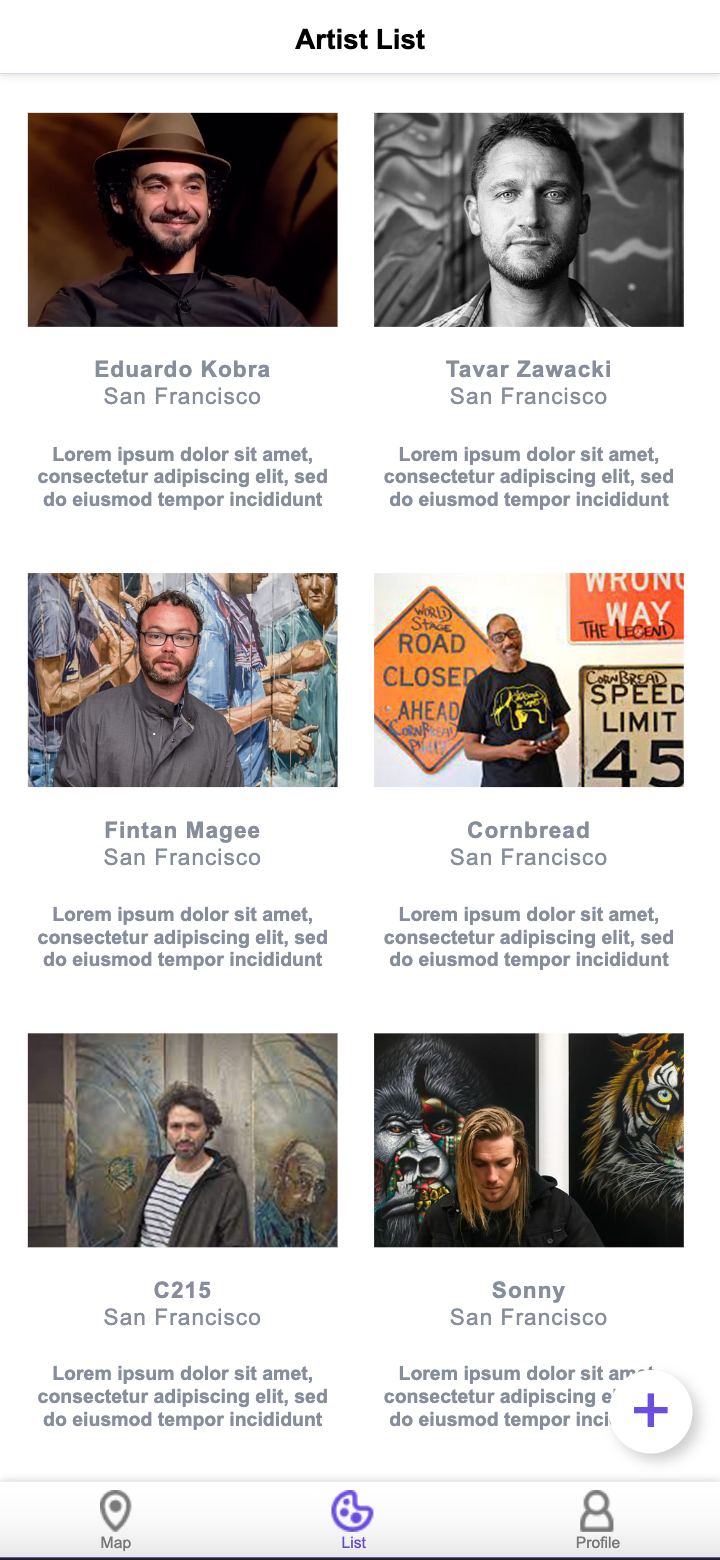 Artist List
Eduardo Kobra
San Francisco
Lorem ipsum dolor sit amet,
consectetur adipiscing elit, sed
do eiusmod tempor incididunt
Tavar Zawacki
San Francisco
Lorem ipsum dolor sit amet,
consectetur adipiscing elit, sed
do eiusmod tempor incididunt
WORLD
STAGE
ROAD
CLOSED
AHEAD
CORNBREAD
WRONG
WAY
THE LEGEND
CORNBREAD
SPEED
LIMIT
45
Fintan Magee
San Francisco
Lorem ipsum dolor sit amet,
consectetur adipiscing elit, sed
do eiusmod tempor incididunt
Cornbread
San Francisco
Lorem ipsum dolor sit amet,
consectetur adipiscing elit, sed
do eiusmod tempor incididunt
C215
San Francisco
Lorem ipsum dolor sit amet,
consectetur adipiscing elit, sed
do eiusmod tempor incididunt
Sonny
San Francisco
Lorem ipsum dolor sit amet,
consectetur adipiscing
do eiusmod tempor
+
Map
List
Profile